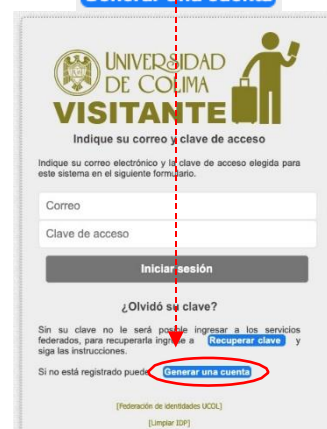 Generar una cuenta
UNIVERSIDAD
DE COLIMA
VISITANTE
Indique su correo y clave de acceso
Indique su correo electrónico y la clave de acceso elegida para
este sistema en el siguiente formulario.
Correo
Clave de acceso
Iniciar sesión
¿Olvidó su clave?
Sin su clave no le será posible ingresar a los servicios
federados, para recuperarla ingrese a Recuperar clave y
siga las instrucciones.
Si no está registrado puede Generar una cuenta
[Federación de identidades UCOL]
[Limpiar IDP]